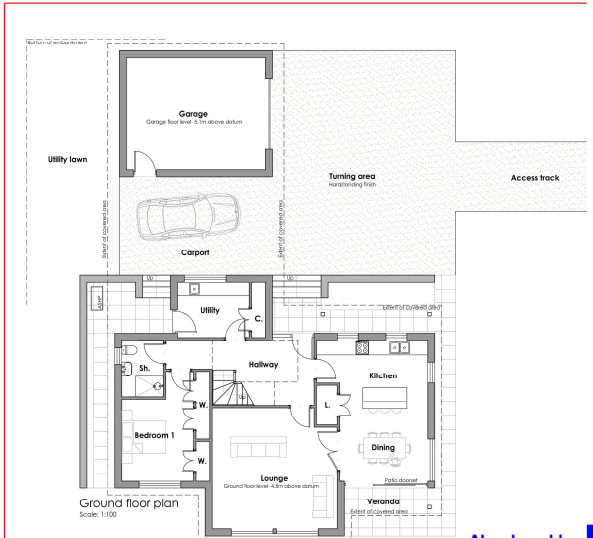 Bottom of embankment
Garage
Garage floor level- 5.1m above datum
Utility lawn
Turning area
Hardstanding finish
Access track
Extent of covered area
Extent of covered area
Carport
Up
Up
ASHP
Extent of covered area
Utility
C.
Hallway
Sh.
Kitchen
W.
Up
L.
Bedroom 1
Dining
W.
Lounge
Ground floor level- 4.5m above datum
Patio doorset
Ground floor plan
Scale: 1:100
Veranda
Extent of covered area